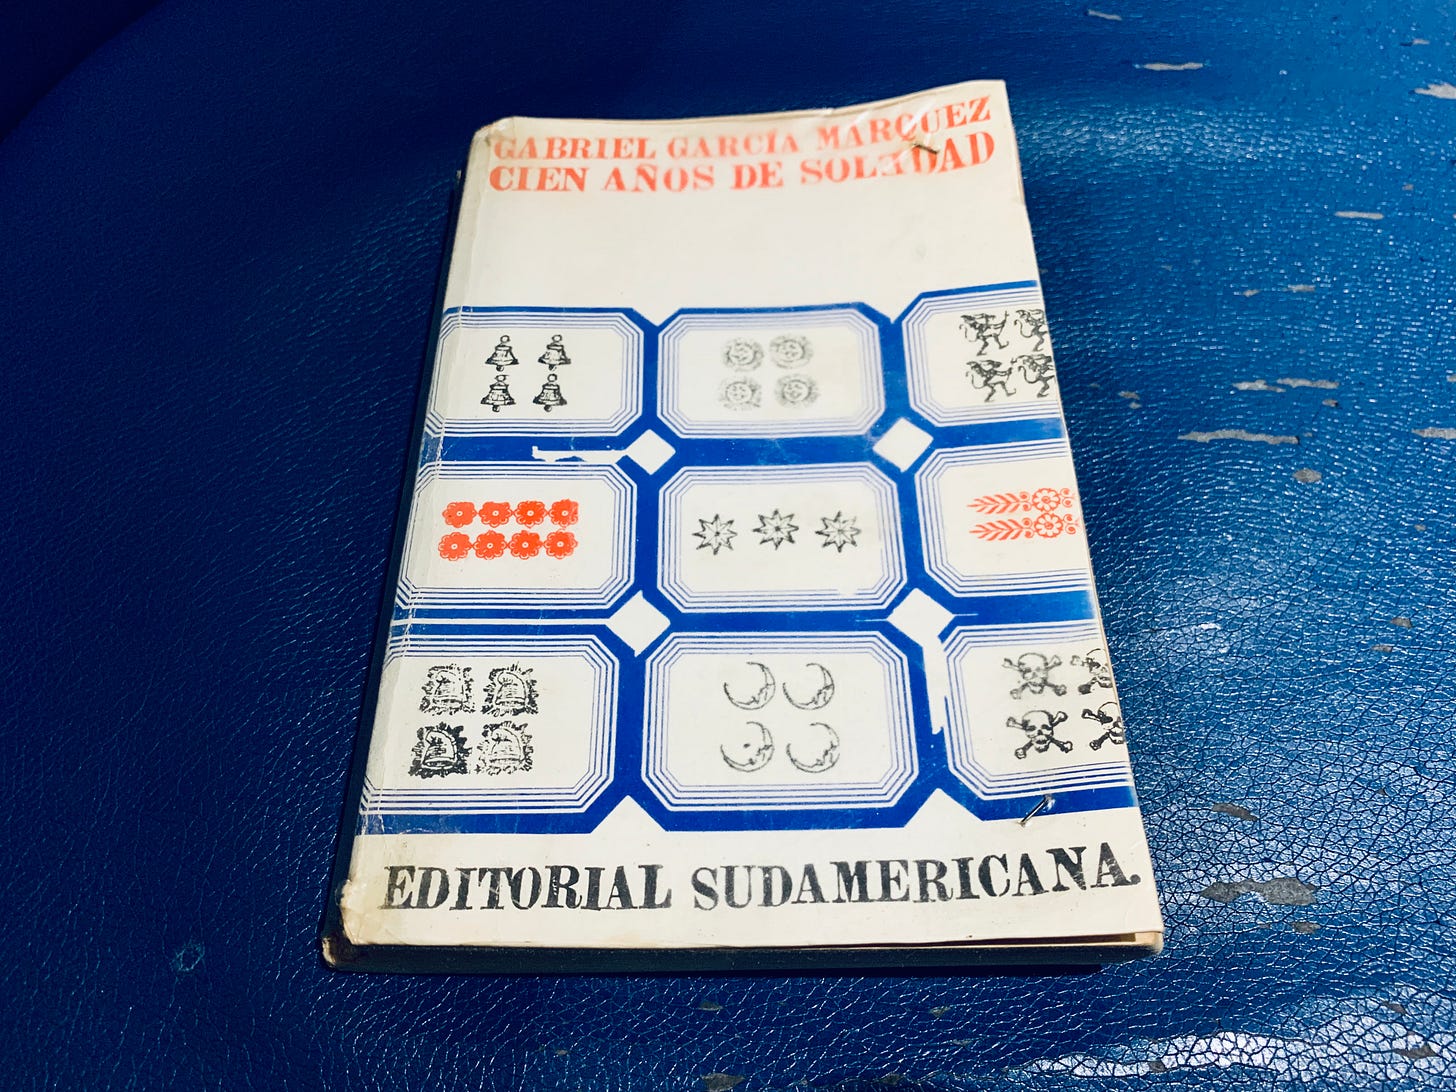 GABRIEL GARCÍA MARQUEZ
CIEN AÑOS DE SOLEDAD
EDITORIAL SUDAMERICANA.